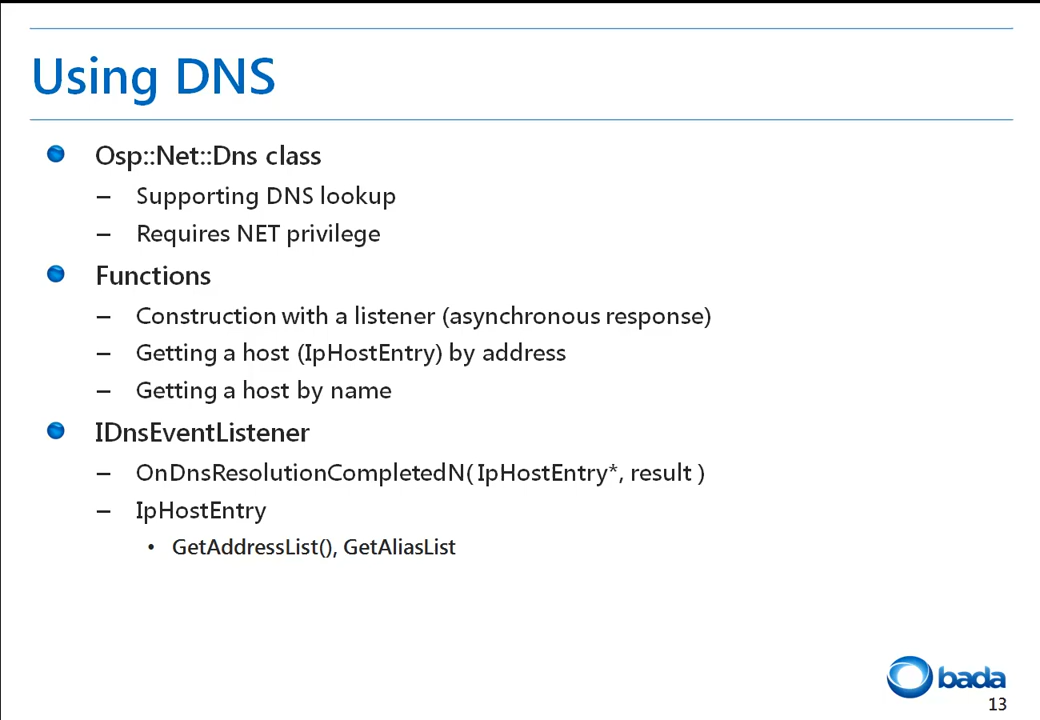 Using DNS
Osp::Net::Dns class
– Supporting DNS lookup
– Requires NET privilege
Functions
– Construction with a listener (asynchronous response)
– Getting a host (IpHostEntry) by address
– Getting a host by name
IDnsEventListener
– OnDnsResolutionCompletedN( IpHostEntry*, result )
– IpHostEntry
• GetAddressList(), GetAliasList
bada
13